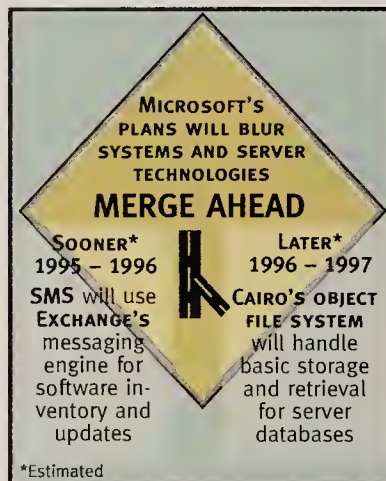 MICROSOFT'S
PLANS WILL BLUR
SYSTEMS AND SERVER
TECHNOLOGIES
MERGE AHEAD
SOONER*
1995 – 1996
SMS will use
EXCHANGE'S
messaging
engine for
software in-
ventory and
updates
LATER*
1996 – 1997
CAIRO'S OBJECT
FILE SYSTEM
will handle
basic storage
and retrieval
for server
databases
*Estimated